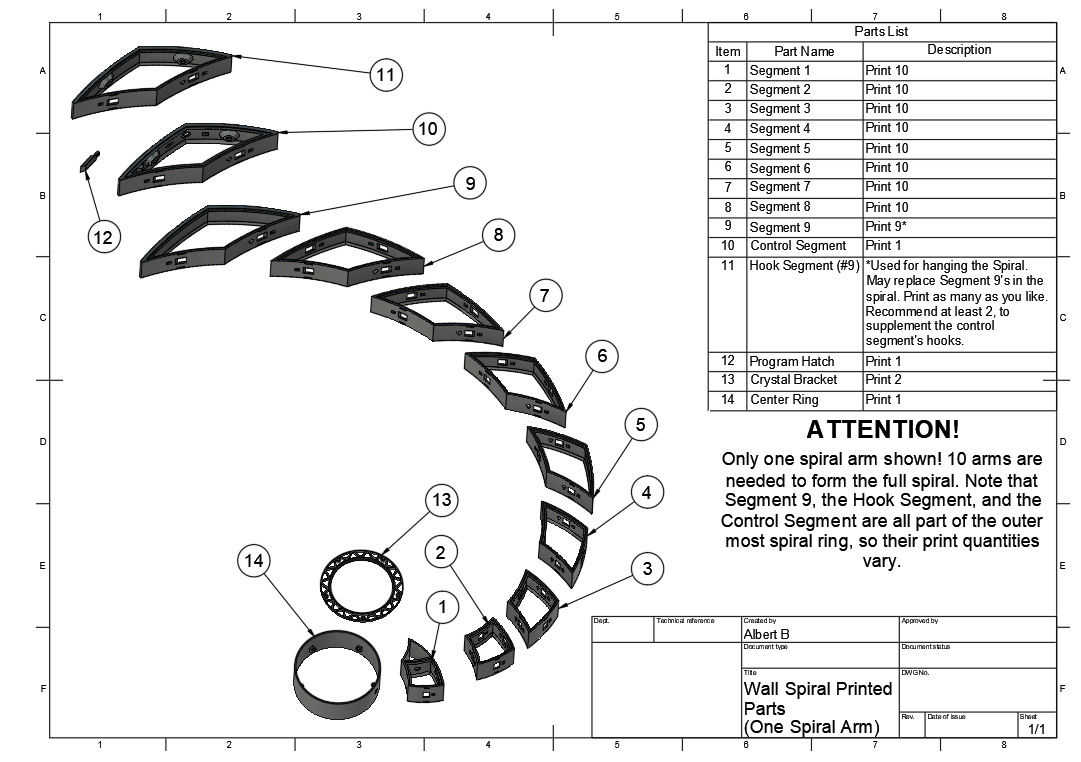 1 2 3 4 5 6 7 8
A
B
C
D
E
F
11
10
9
12
8
7
6
5
4
13
3
2
14
1
Parts List
Item Part Name Description
1 Segment 1 Print 10
2 Segment 2 Print 10
3 Segment 3 Print 10
4 Segment 4 Print 10
5 Segment 5 Print 10
6 Segment 6 Print 10
7 Segment 7 Print 10
8 Segment 8 Print 10
9 Segment 9 Print 9*
10 Control Segment Print 1
11 Hook Segment (#9) *Used for hanging the Spiral.
May replace Segment 9's in the
spiral. Print as many as you like.
Recommend at least 2, to
supplement the control
segment's hooks.
12 Program Hatch Print 1
13 Crystal Bracket Print 2
14 Center Ring Print 1
ATTENTION!
Only one spiral arm shown! 10 arms are
needed to form the full spiral. Note that
Segment 9, the Hook Segment, and the
Control Segment are all part of the outer
most spiral ring, so their print quantities
vary.
A
B
C
D
E
F
Dept. Technical reference Created by Approved by
Albert B
Document type Document status
Title DWG No.
Wall Spiral Printed
Parts
(One Spiral Arm)
Rev. Date of issue Sheet
1/1
1 2 3 4 5 6 7 8